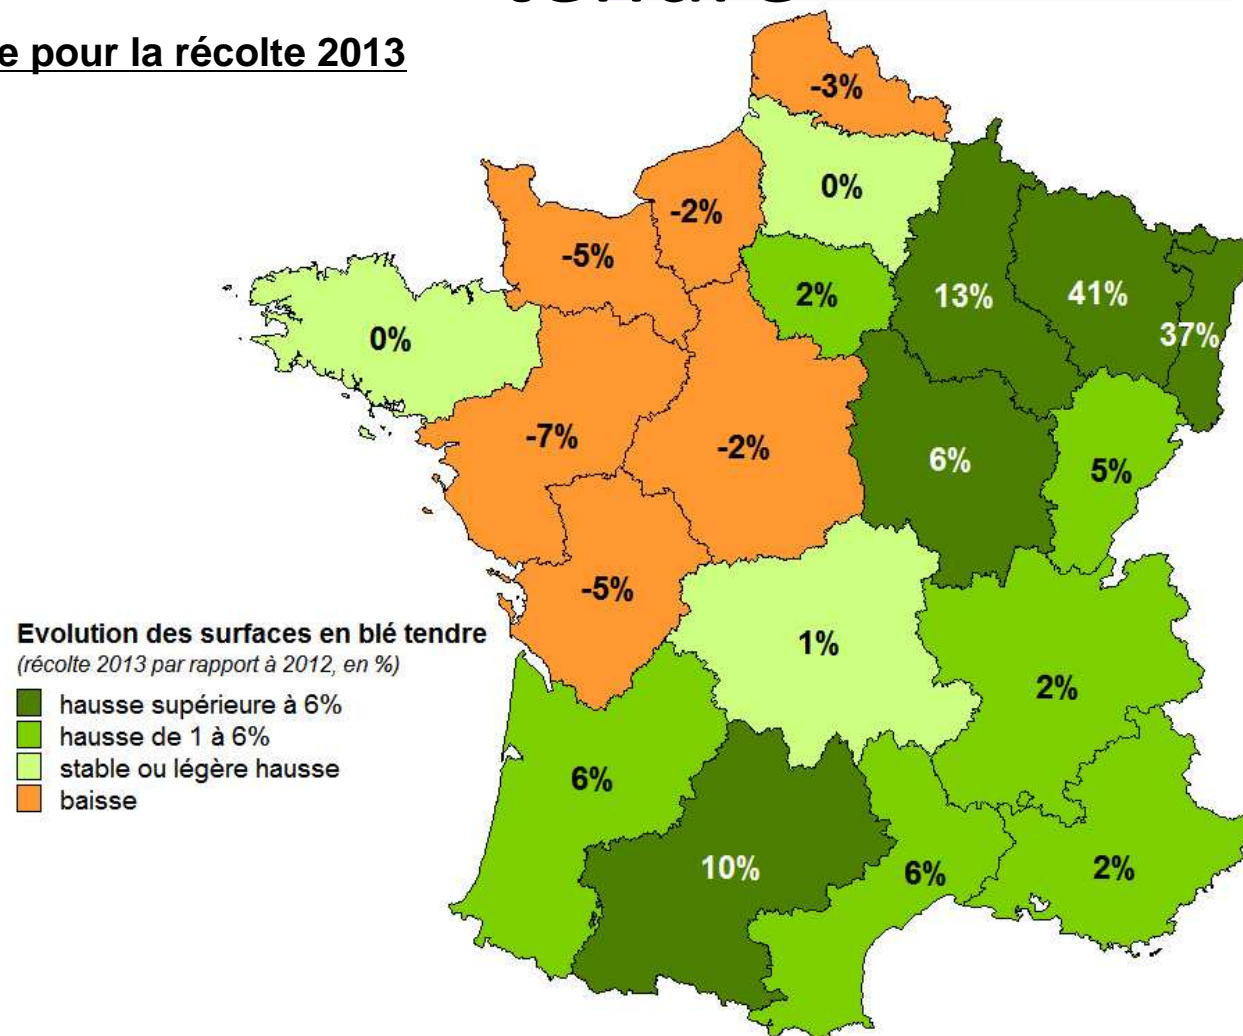 e pour la récolte 2013
-3%
0%
-2%
-5%
2%
13%
41%
37%
0%
-7%
-2%
6%
5%
-5%
Evolution des surfaces en blé tendre
(récolte 2013 par rapport à 2012, en %)
hausse supérieure à 6%
hausse de 1 à 6%
stable ou légère hausse
baisse
1%
2%
6%
10%
6%
2%